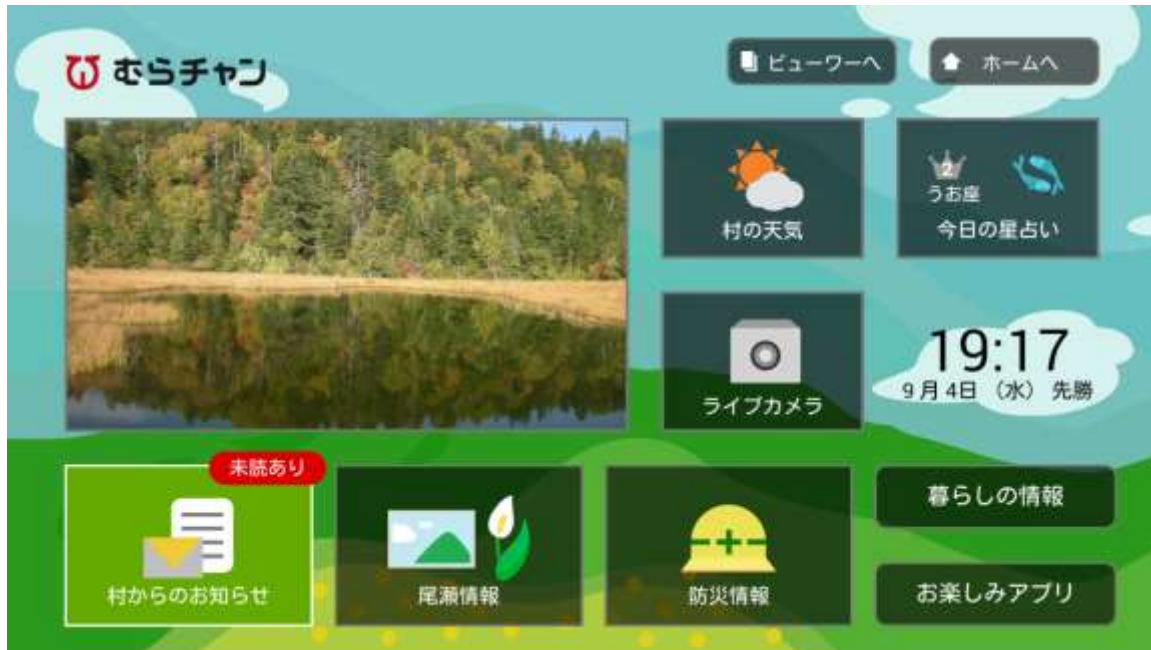 むらチャン
ビューワーへ
ホームへ
村の天気
2
うお座
今日の星占い
ライブカメラ
19:17
9月4日 (水) 先勝
未読あり
村からのお知らせ
尾瀬情報
防災情報
暮らしの情報
お楽しみアプリ